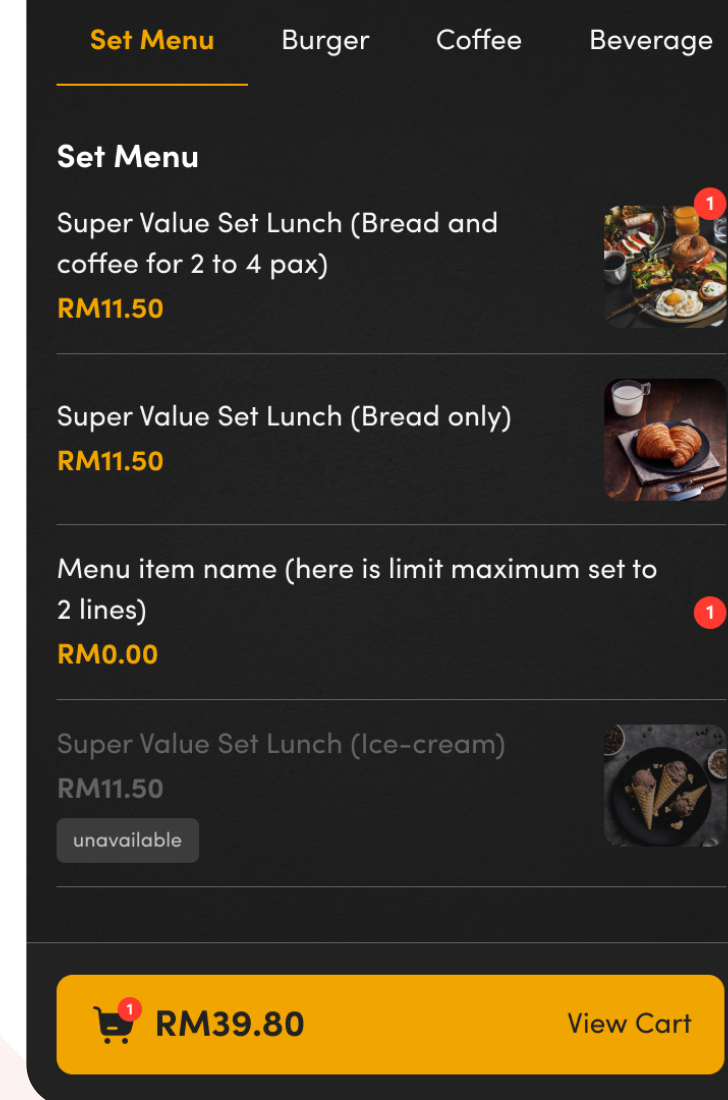 Set Menu Burger Coffee Beverage
Set Menu
1
Super Value Set Lunch (Bread and
coffee for 2 to 4 pax)
RM11.50
Super Value Set Lunch (Bread only)
RM11.50
Menu item name (here is limit maximum set to
2 lines)
1
RM0.00
Super Value Set Lunch (Ice-cream)
RM11.50
unavailable
1
RM39.80 View Cart